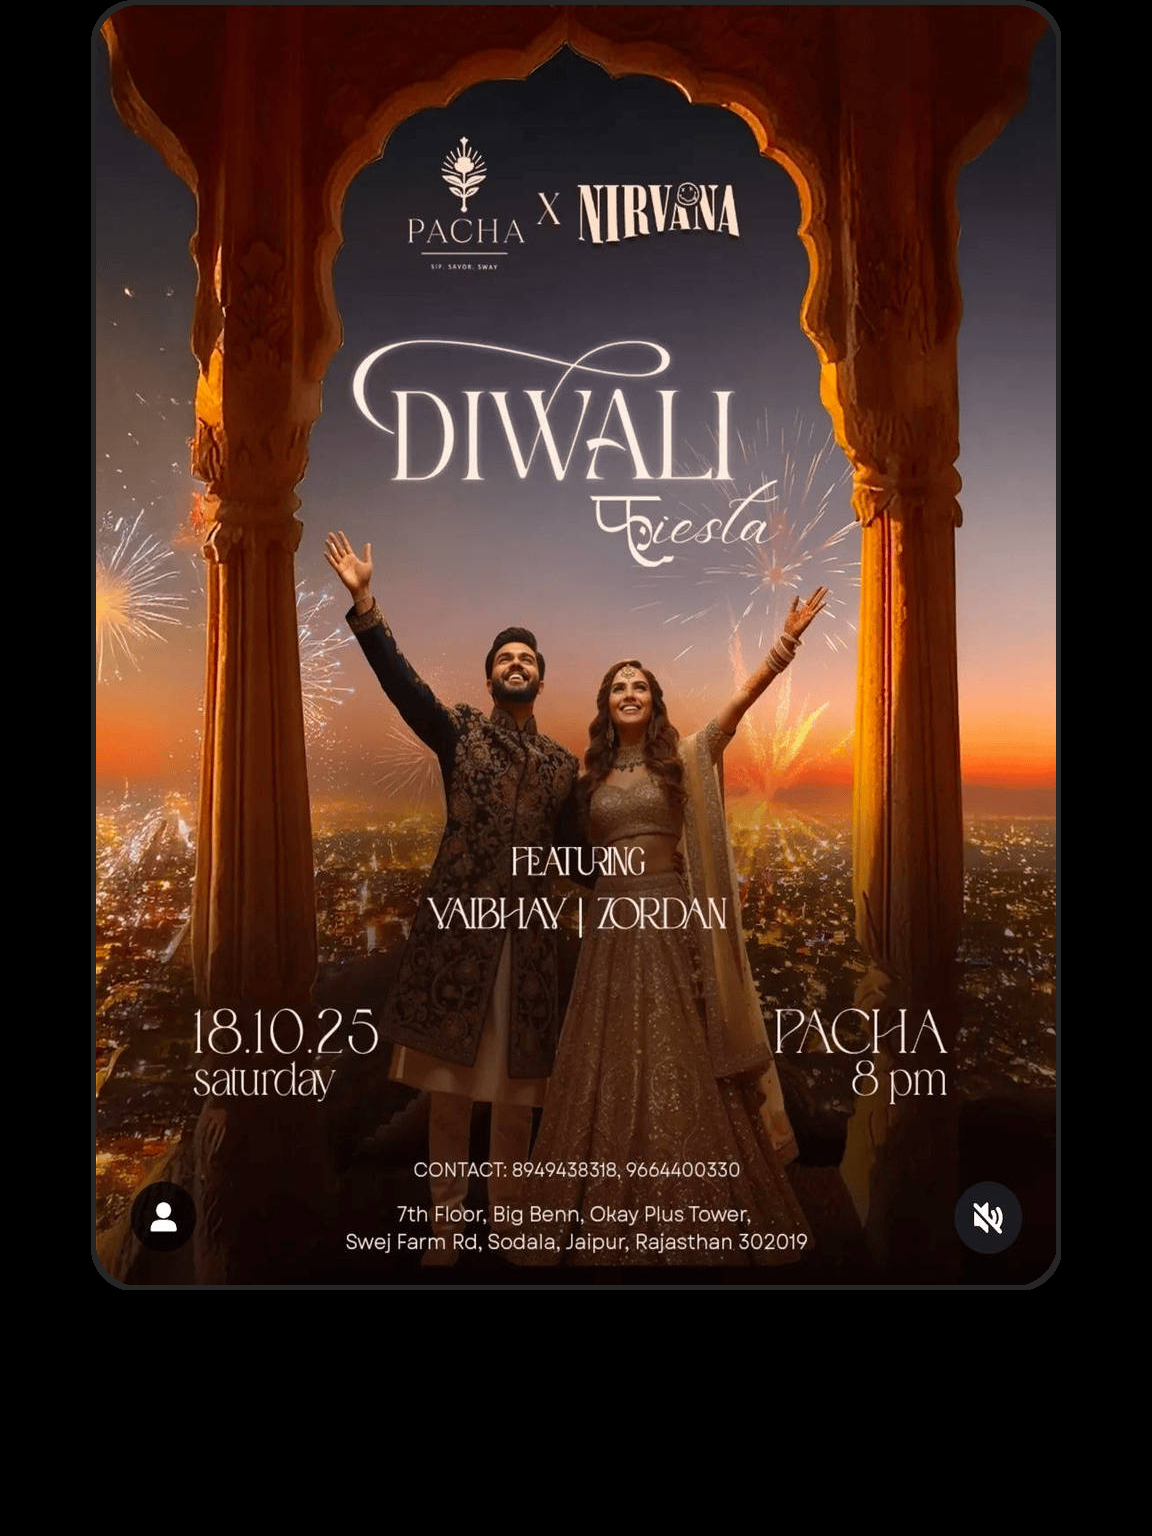 PACHA X NIRVANA
SIP. SAVOR. SWAY
DIWALI
फiesta
FEATURING
VAIBHAV | ZORDAN
18.10.25
saturday
PACHA
8 pm
CONTACT: 8949438318, 9664400330
7th Floor, Big Benn, Okay Plus Tower,
Swej Farm Rd, Sodala, Jaipur, Rajasthan 302019